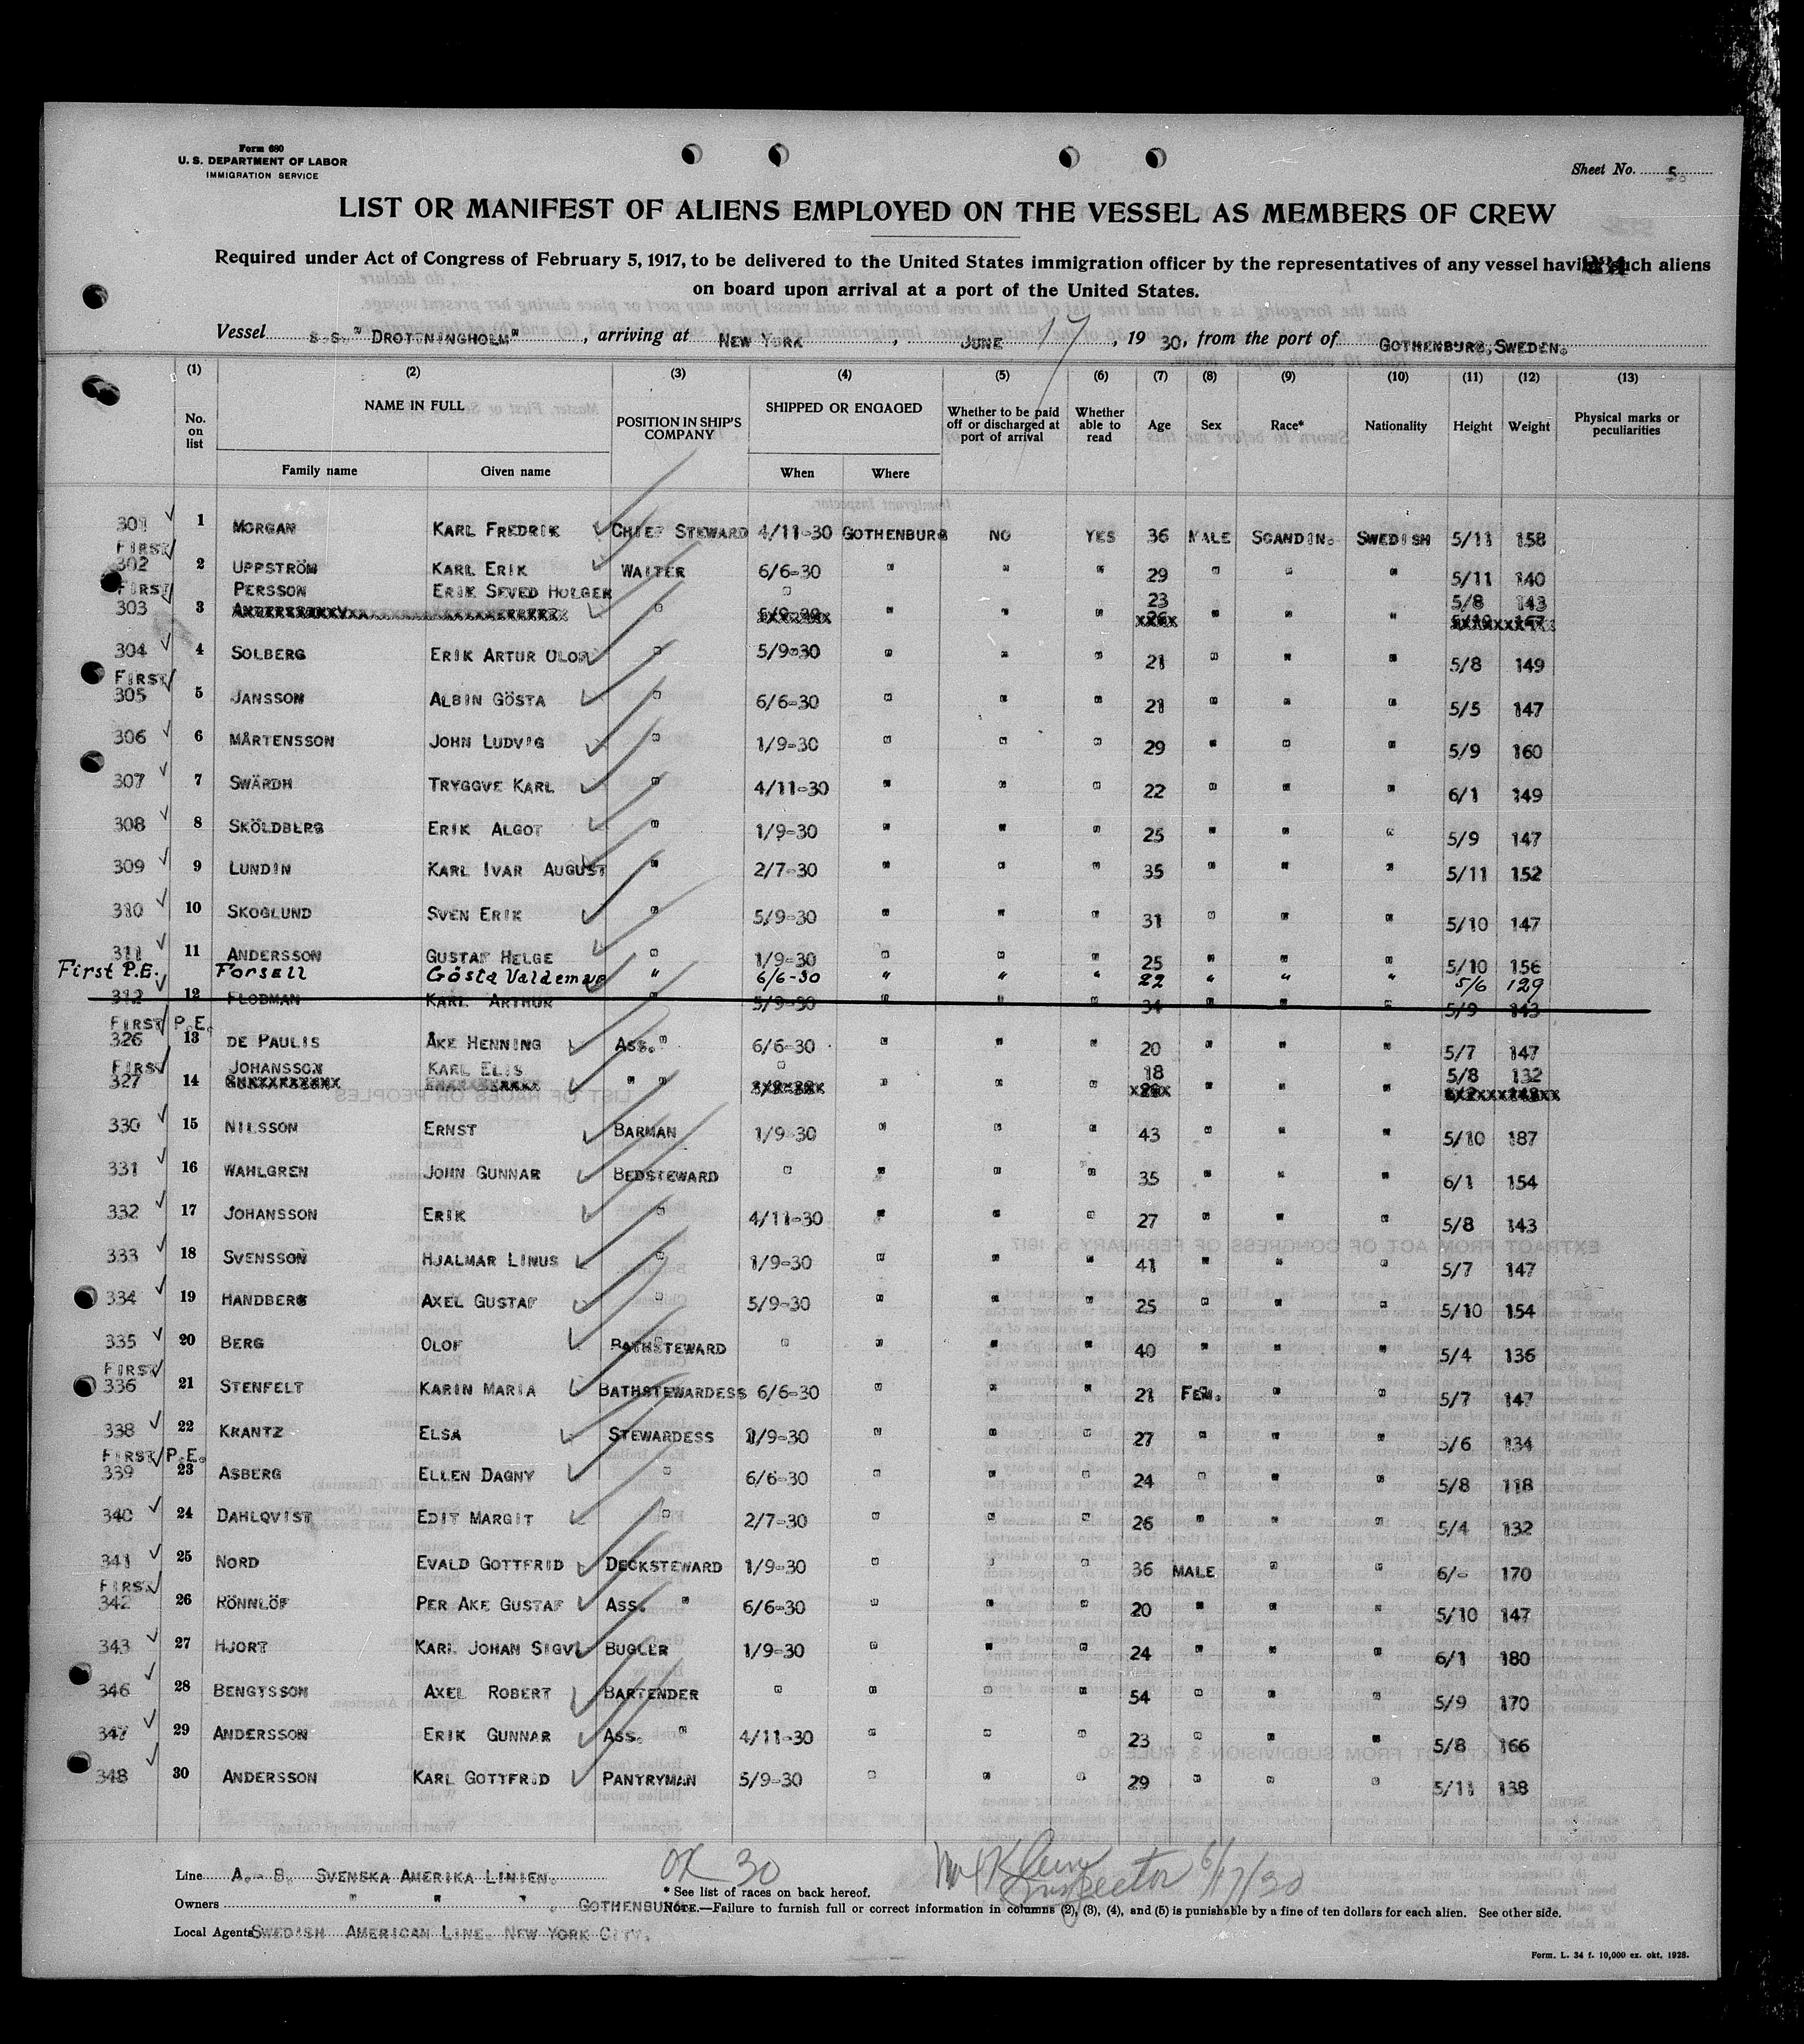 Form 680
U. S. DEPARTMENT OF LABOR
IMMIGRATION SERVICE
Sheet No. 5.
LIST OR MANIFEST OF ALIENS EMPLOYED ON THE VESSEL AS MEMBERS OF CREW
Required under Act of Congress of February 5, 1917, to be delivered to the United States immigration officer by the representatives of any vessel having such aliens
on board upon arrival at a port of the United States.
Vessel S.S. "DROTTNINGHOLM", arriving at NEW YORK, JUNE 17, 1930, from the port of GOTHENBURG, SWEDEN.
(1) (2) (3) (4) (5) (6) (7) (8) (9) (10) (11) (12) (13)
No. on list NAME IN FULL POSITION IN SHIP'S COMPANY SHIPPED OR ENGAGED Whether to be paid off or discharged at port of arrival Whether able to read Age Sex Race* Nationality Height Weight Physical marks or peculiarities
Family name Given name When Where
301 1 MORGAN KARL FREDRIK CHIEF STEWARD 4/11-30 GOTHENBURG NO YES 36 MALE SCANDIN. SWEDISH 5/11 158
FIRST
302 2 UPPSTRÖM KARL ERIK WAITER 6/6-30 " " " 29 " " " 5/11 140
FIRST PERSSON ERIK SEVED HOLGER " 23 5/8 143
303 3 " " " " " " "
304 4 SOLBERG ERIK ARTUR OLOF " 5/9-30 " " " 21 " " " 5/8 149
FIRST
305 5 JANSSON ALBIN GÖSTA " 6/6-30 " " " 21 " " " 5/5 147
306 6 MÅRTENSSON JOHN LUDVIG " 1/9-30 " " " 29 " " " 5/9 160
307 7 SWÄRDH TRYGGVE KARL " 4/11-30 " " " 22 " " " 6/1 149
308 8 SKÖLDBERG ERIK ALGOT " 1/9-30 " " " 25 " " " 5/9 147
309 9 LUNDIN KARL IVAR AUGUST " 2/7-30 " " " 35 " " " 5/11 152
310 10 SKOGLUND SVEN ERIK " 5/9-30 " " " 31 " " " 5/10 147
311 11 ANDERSSON GUSTAF HELGE " 1/9-30 " " " 25 " " " 5/10 156
First P.E. Forsell Gösta Valdemar " 6/6-30 " " " 22 " " " 5/6 129
312 12 FLODMAN KARL ARTHUR " 5/9-30 " " " 34 " " " 5/9 143
FIRST P.E.
326 13 DE PAULIS ÅKE HENNING ASS. " 6/6-30 " " " 20 " " " 5/7 147
FIRST JOHANSSON KARL ELIS " 18 5/8 132
327 14 " " " " " " " "
330 15 NILSSON ERNST BARMAN 1/9-30 " " " 43 " " " 5/10 187
331 16 WAHLGREN JOHN GUNNAR BEDSTEWARD " " " " 35 " " " 6/1 154
332 17 JOHANSSON ERIK " 4/11-30 " " " 27 " " " 5/8 143
333 18 SVENSSON HJALMAR LINUS " 1/9-30 " " " 41 " " " 5/7 147
334 19 HANDBERG AXEL GUSTAF " 5/9-30 " " " 25 " " " 5/10 154
335 20 BERG OLOF BATHSTEWARD " " " " 40 " " " 5/4 136
FIRST
336 21 STENFELT KARIN MARIA BATHSTEWARDESS 6/6-30 " " " 21 FEM. " " 5/7 147
338 22 KRANTZ ELSA STEWARDESS 1/9-30 " " " 27 " " " 5/6 134
FIRST P.E.
339 23 ASBERG ELLEN DAGNY " 6/6-30 " " " 24 " " " 5/8 118
340 24 DAHLQVIST EDIT MARGIT " 2/7-30 " " " 26 " " " 5/4 132
341 25 NORD EVALD GOTTFRID DECKSTEWARD 1/9-30 " " " 36 MALE " " 6/- 170
FIRST
342 26 RÖNNLÖF PER AKE GUSTAF ASS. " 6/6-30 " " " 20 " " " 5/10 147
343 27 HJORT KARL JOHAN SIGV. BUGLER 1/9-30 " " " 24 " " " 6/1 180
346 28 BENGTSSON AXEL ROBERT BARTENDER " " " " 54 " " " 5/9 170
347 29 ANDERSSON ERIK GUNNAR ASS. " 4/11-30 " " " 23 " " " 5/8 166
348 30 ANDERSSON KARL GOTTFRID PANTRYMAN 5/9-30 " " " 29 " " " 5/11 138
Line A.-B. SVENSKA AMERIKA LINIEN.
OK 30
Inspector 6/17/30
* See list of races on back hereof.
Owners " " " . GOTHENBURG.
NOTE.—Failure to furnish full or correct information in columns (2), (3), (4), and (5) is punishable by a fine of ten dollars for each alien. See other side.
Local Agents SWEDISH AMERICAN LINE. NEW YORK CITY.
Form. L. 34 f. 10,000 ex. okt. 1928.